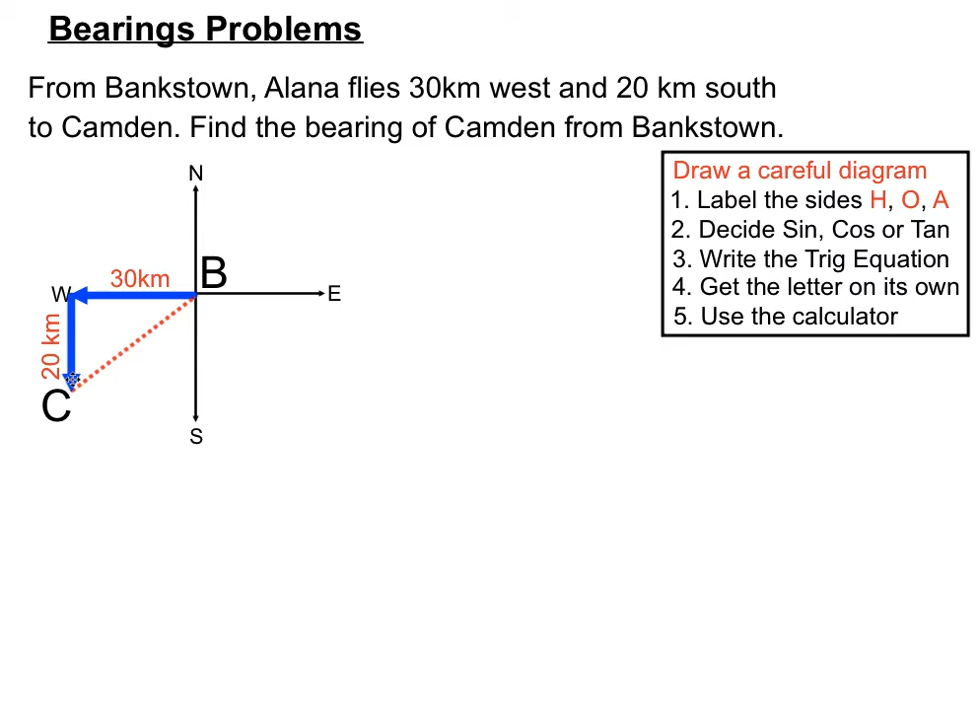 Bearings Problems
From Bankstown, Alana flies 30km west and 20 km south
to Camden. Find the bearing of Camden from Bankstown.
Draw a careful diagram
1. Label the sides H, O, A
2. Decide Sin, Cos or Tan
3. Write the Trig Equation
4. Get the letter on its own
5. Use the calculator
N
30km
B
W
E
20 km
C
S